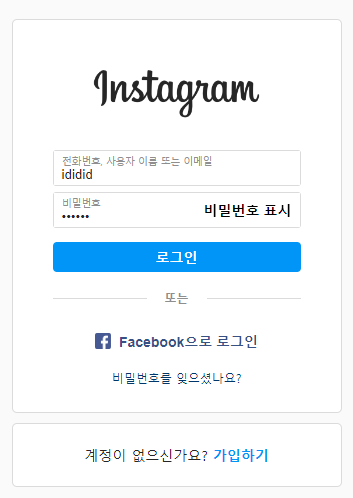 Instagram
전화번호, 사용자 이름 또는 이메일
ididid
비밀번호
••••••
비밀번호 표시
로그인
또는
Facebook으로 로그인
비밀번호를 잊으셨나요?
계정이 없으신가요? 가입하기